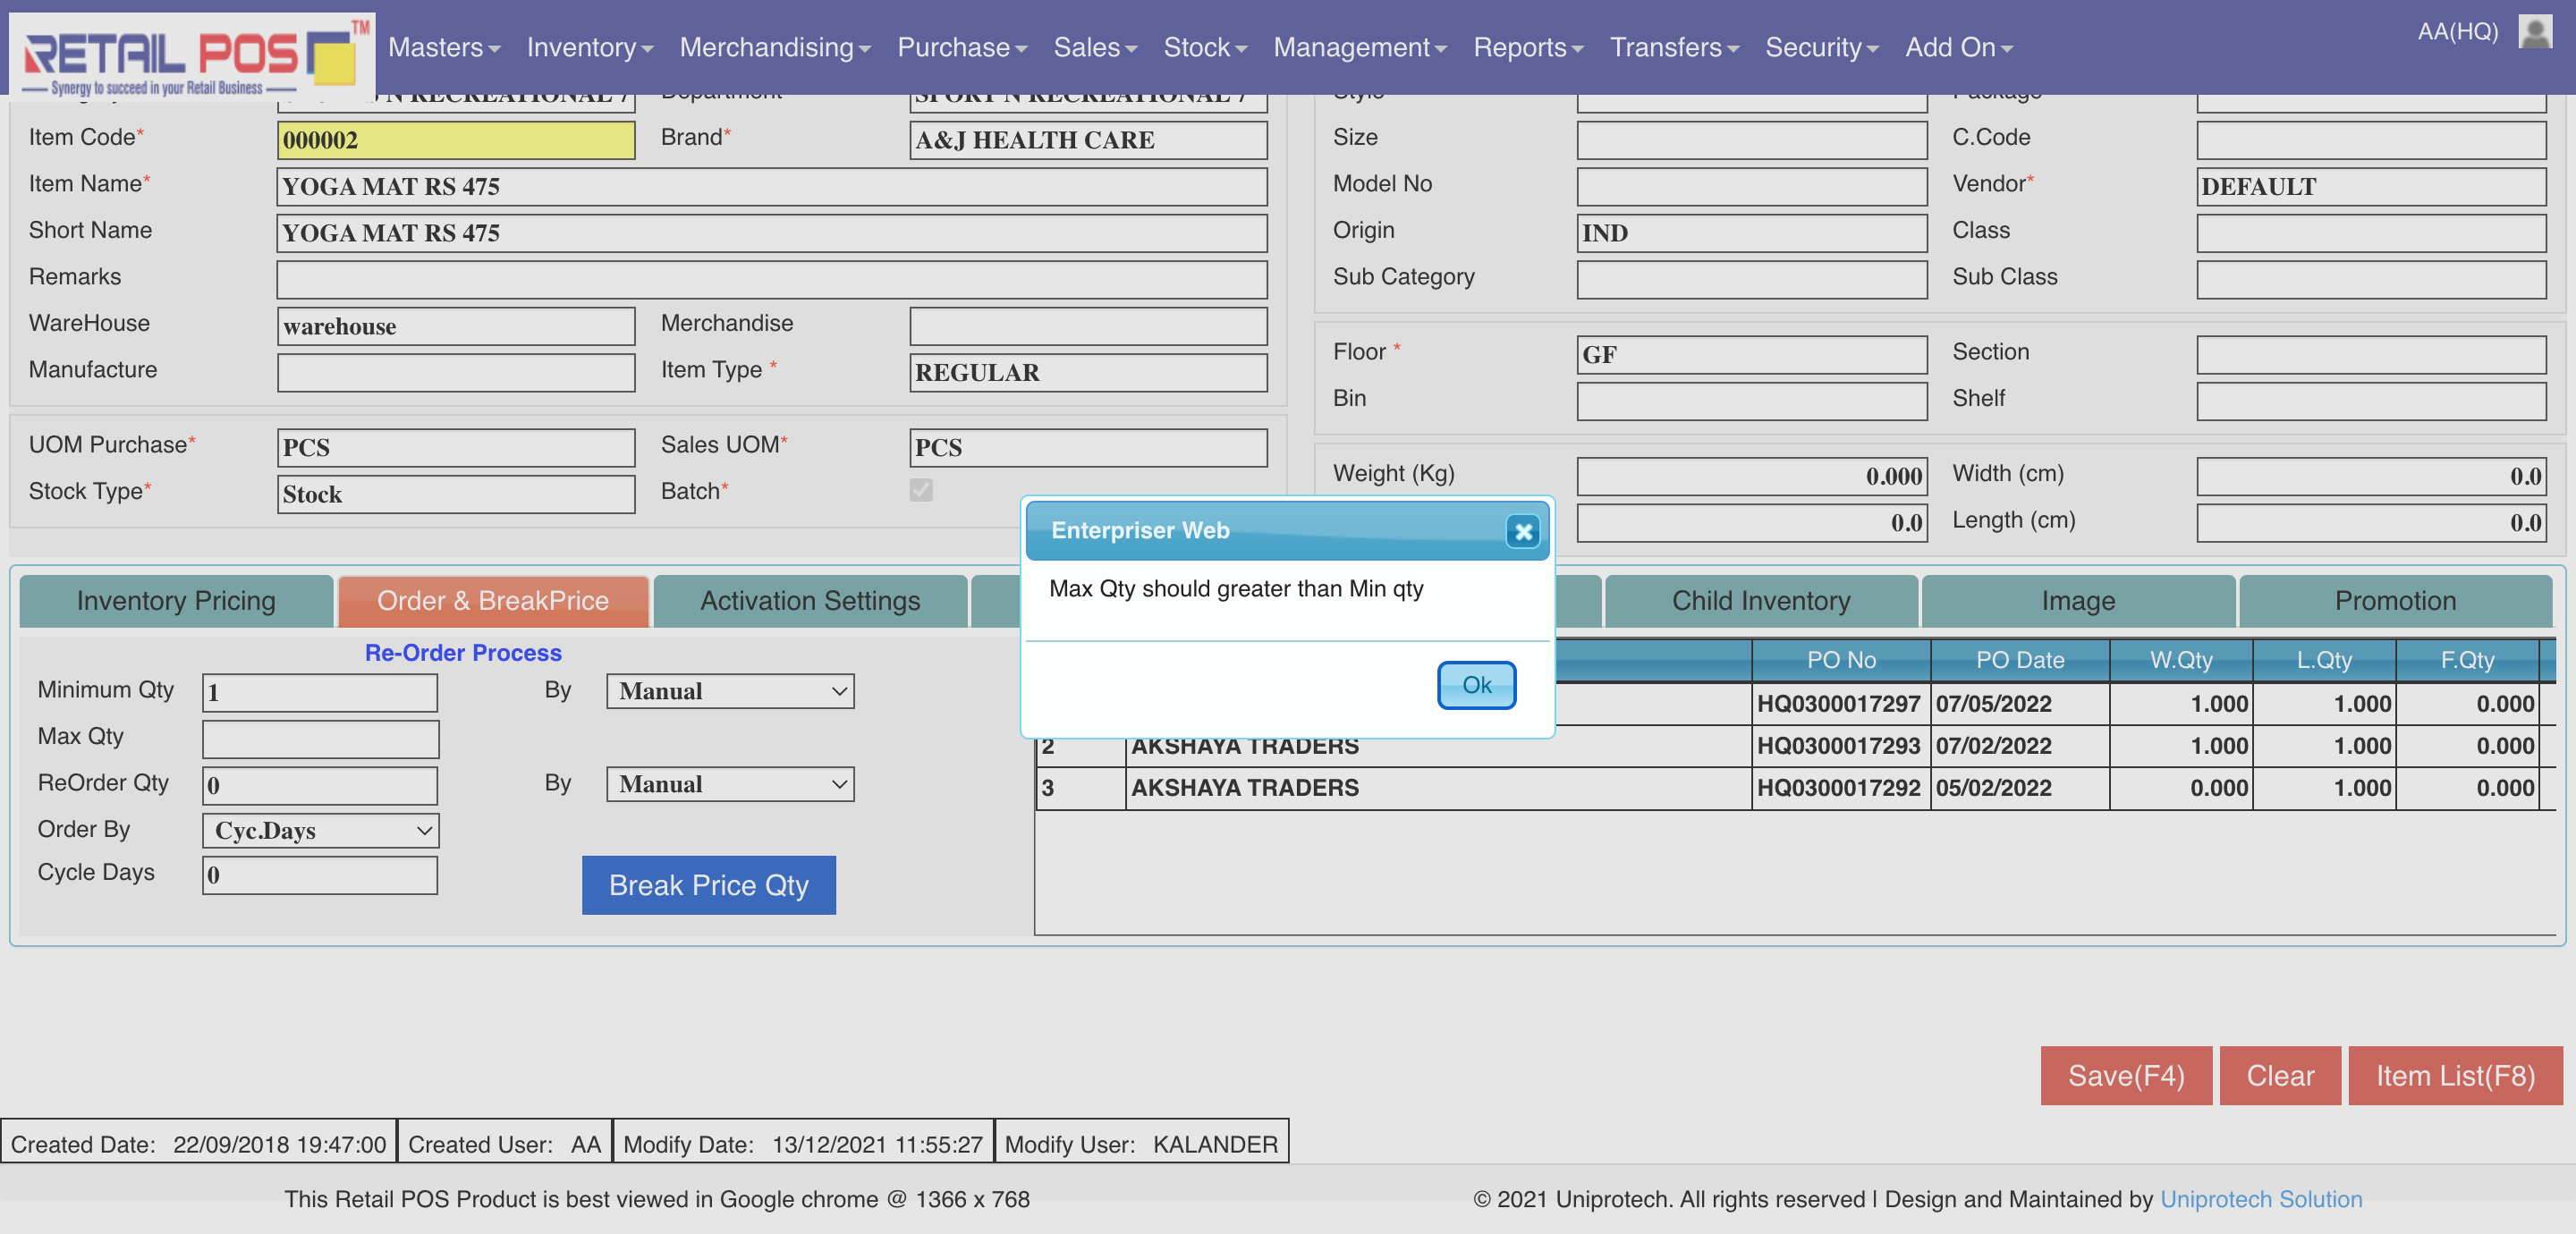 RETAIL POS TM
Synergy to succeed in your Retail Business
Masters Inventory Merchandising Purchase Sales Stock Management Reports Transfers Security Add On
AA(HQ)
N RECREATIONAL / Department SPORT N RECREATIONAL / Style Package
Item Code* 000002 Brand* A&J HEALTH CARE Size C.Code
Item Name* YOGA MAT RS 475 Model No Vendor* DEFAULT
Short Name YOGA MAT RS 475 Origin IND Class
Remarks Sub Category Sub Class
WareHouse warehouse Merchandise
Manufacture Item Type * REGULAR
Floor * GF Section
Bin Shelf
UOM Purchase* PCS Sales UOM* PCS
Stock Type* Stock Batch*
Weight (Kg) 0.000 Width (cm) 0.0
0.0 Length (cm) 0.0
Enterpriser Web
Max Qty should greater than Min qty
Ok
Inventory Pricing Order & BreakPrice Activation Settings Child Inventory Image Promotion
Re-Order Process
Minimum Qty 1 By Manual
Max Qty
ReOrder Qty 0 By Manual
Order By Cyc.Days
Cycle Days 0
Break Price Qty
PO No PO Date W.Qty L.Qty F.Qty
HQ0300017297 07/05/2022 1.000 1.000 0.000
2 AKSHAYA TRADERS HQ0300017293 07/02/2022 1.000 1.000 0.000
3 AKSHAYA TRADERS HQ0300017292 05/02/2022 0.000 1.000 0.000
Save(F4) Clear Item List(F8)
Created Date: 22/09/2018 19:47:00 Created User: AA Modify Date: 13/12/2021 11:55:27 Modify User: KALANDER
This Retail POS Product is best viewed in Google chrome @ 1366 x 768
© 2021 Uniprotech. All rights reserved | Design and Maintained by Uniprotech Solution